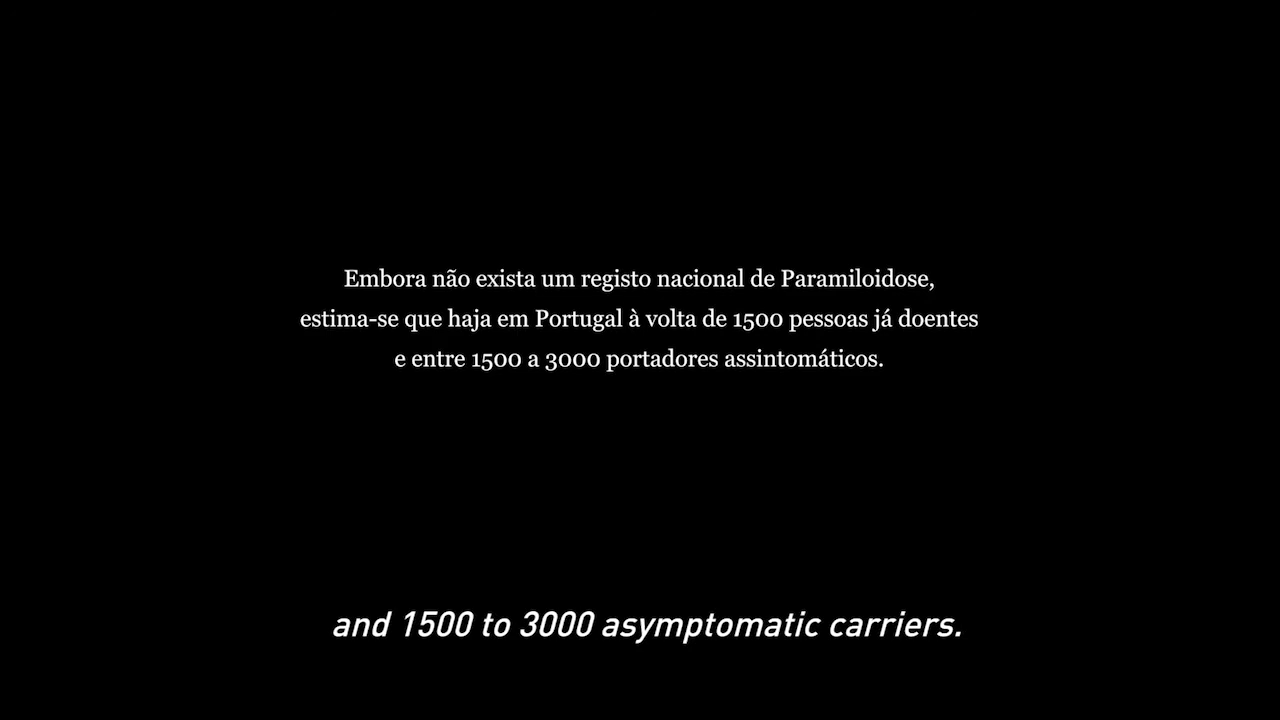 Embora não exista um registo nacional de Paramiloidose,
estima-se que haja em Portugal à volta de 1500 pessoas já doentes
e entre 1500 a 3000 portadores assintomáticos.
and 1500 to 3000 asymptomatic carriers.